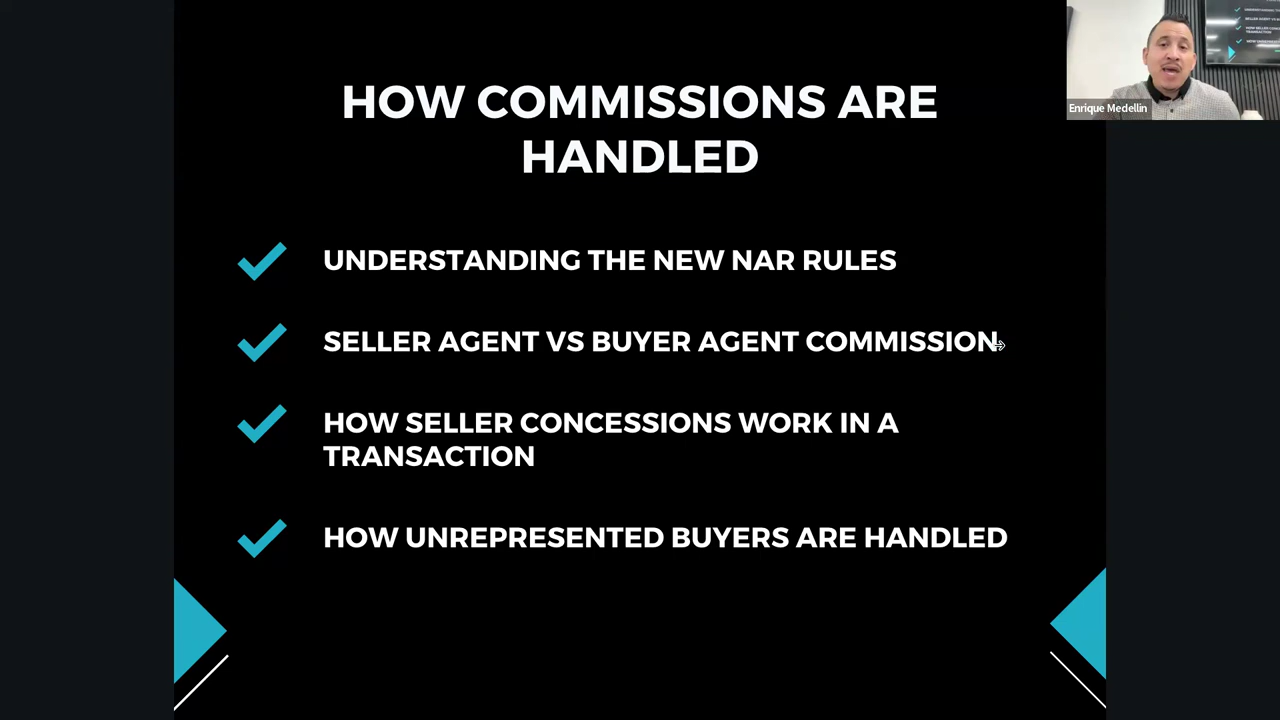 HOW COMMISSIONS ARE
HANDLED
UNDERSTANDING THE NEW NAR RULES
SELLER AGENT VS BUYER AGENT COMMISSION
HOW SELLER CONCESSIONS WORK IN A
TRANSACTION
HOW UNREPRESENTED BUYERS ARE HANDLED
Enrique Medellin